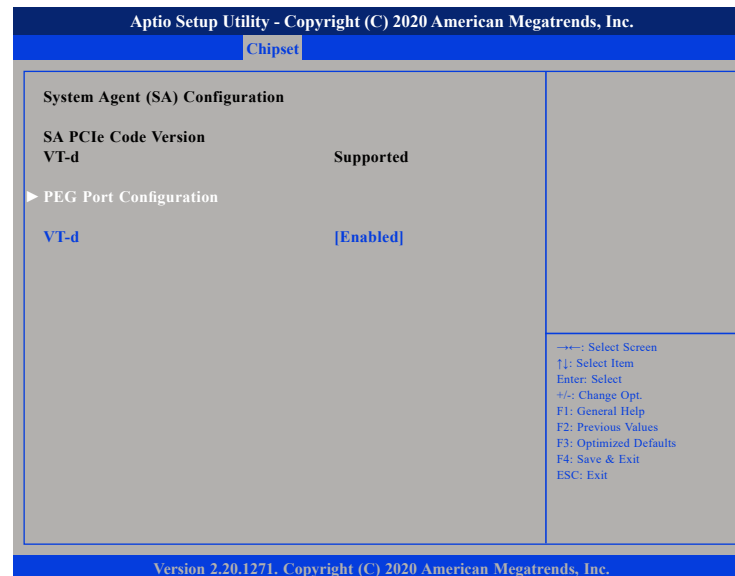 Aptio Setup Utility - Copyright (C) 2020 American Megatrends, Inc.
Chipset
System Agent (SA) Configuration
SA PCIe Code Version
VT-d Supported
► PEG Port Configuration
VT-d [Enabled]
→←: Select Screen
↑↓: Select Item
Enter: Select
+/-: Change Opt.
F1: General Help
F2: Previous Values
F3: Optimized Defaults
F4: Save & Exit
ESC: Exit
Version 2.20.1271. Copyright (C) 2020 American Megatrends, Inc.